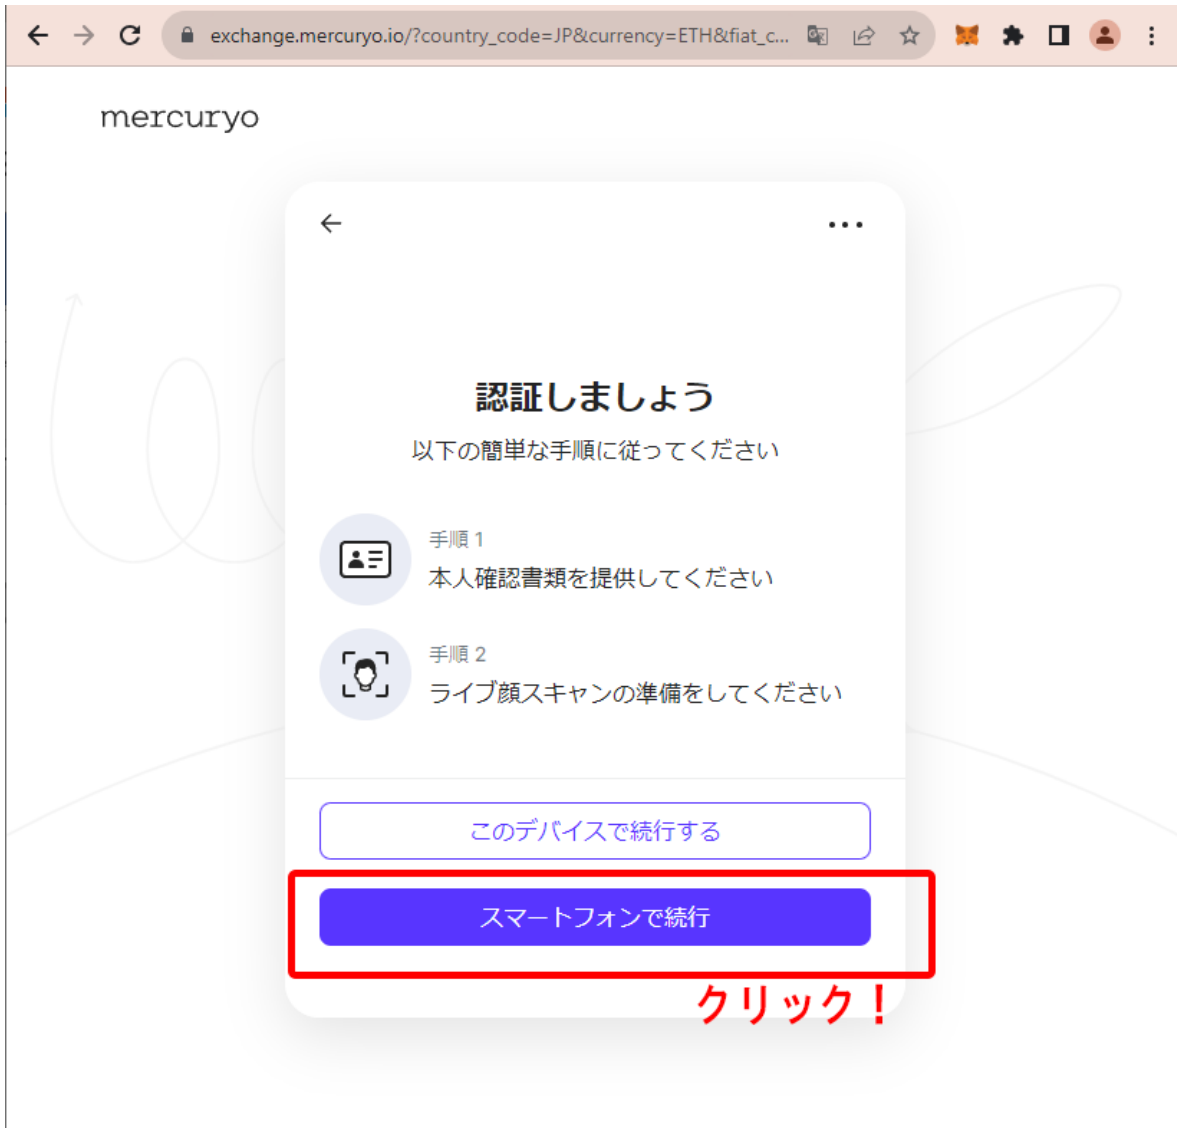 exchange.mercuryo.io/?country_code=JP&currency=ETH&fiat_c...
mercuryo
認証しましょう
以下の簡単な手順に従ってください
手順 1
本人確認書類を提供してください
手順 2
ライブ顔スキャンの準備をしてください
このデバイスで続行する
スマートフォンで続行
クリック！